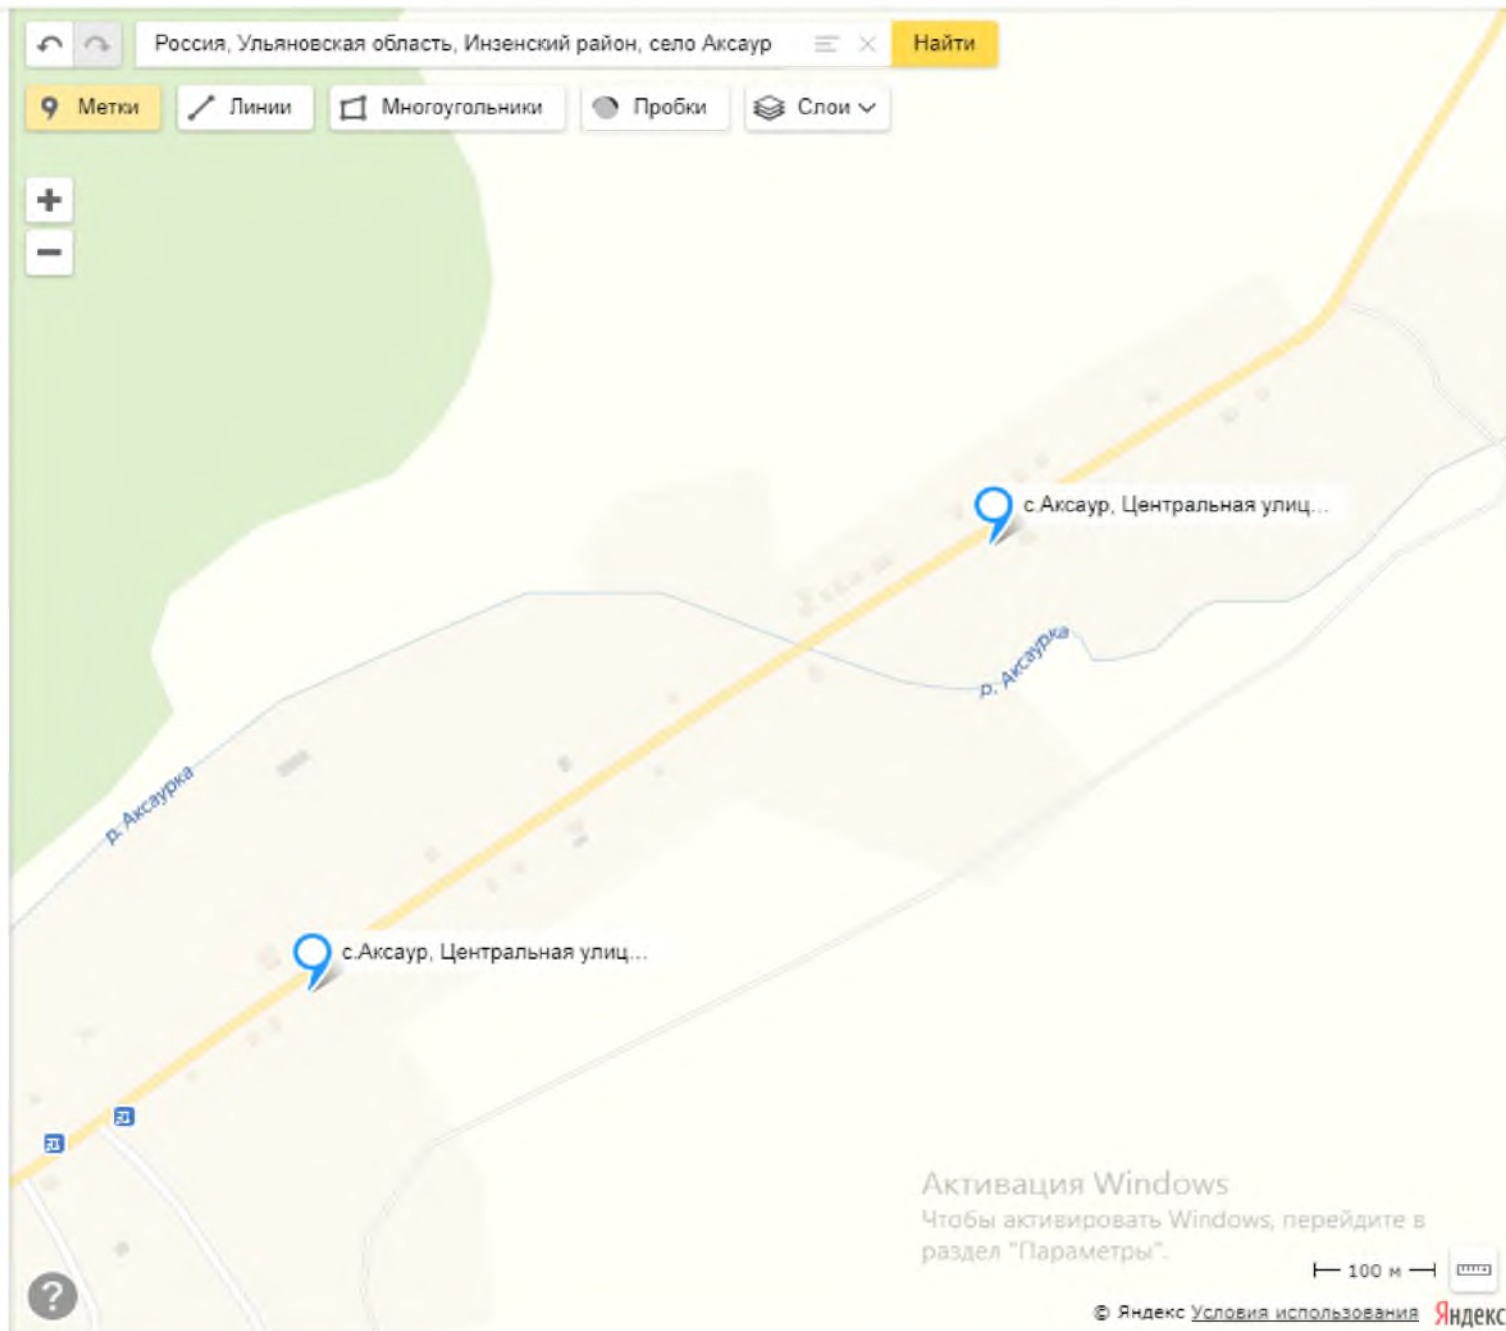 Россия, Ульяновская область, Инзенский район, село Аксаур
Найти
Метки
Линии
Многоугольники
Пробки
Слои
с.Аксаур, Центральная улиц...
р. Аксаурка
р. Аксаурка
с.Аксаур, Центральная улиц...
Активация Windows
Чтобы активировать Windows, перейдите в
раздел "Параметры".
100 м
© Яндекс Условия использования Яндекс